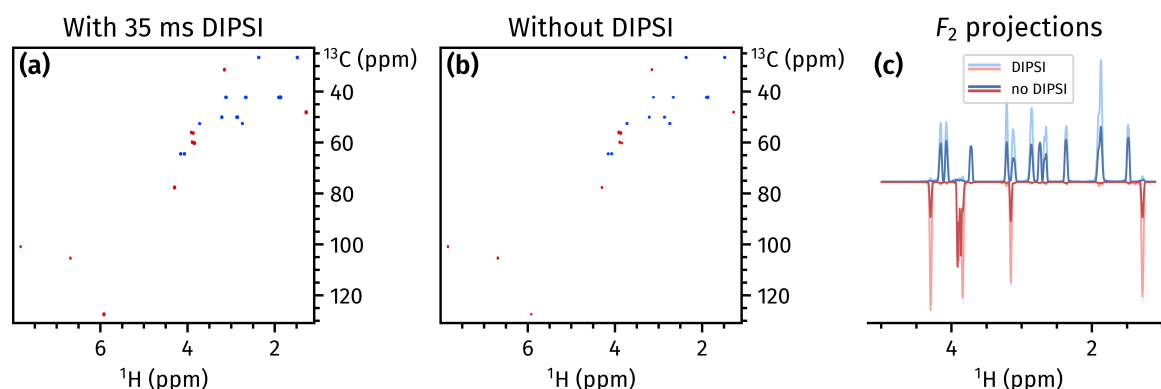 With 35 ms DIPSI
Without DIPSI
F₂ projections
(a)
¹³C (ppm)
40
60
80
100
120
6
4
2
¹H (ppm)
(b)
¹³C (ppm)
40
60
80
100
120
6
4
2
¹H (ppm)
(c)
DIPSI
no DIPSI
4
2
¹H (ppm)